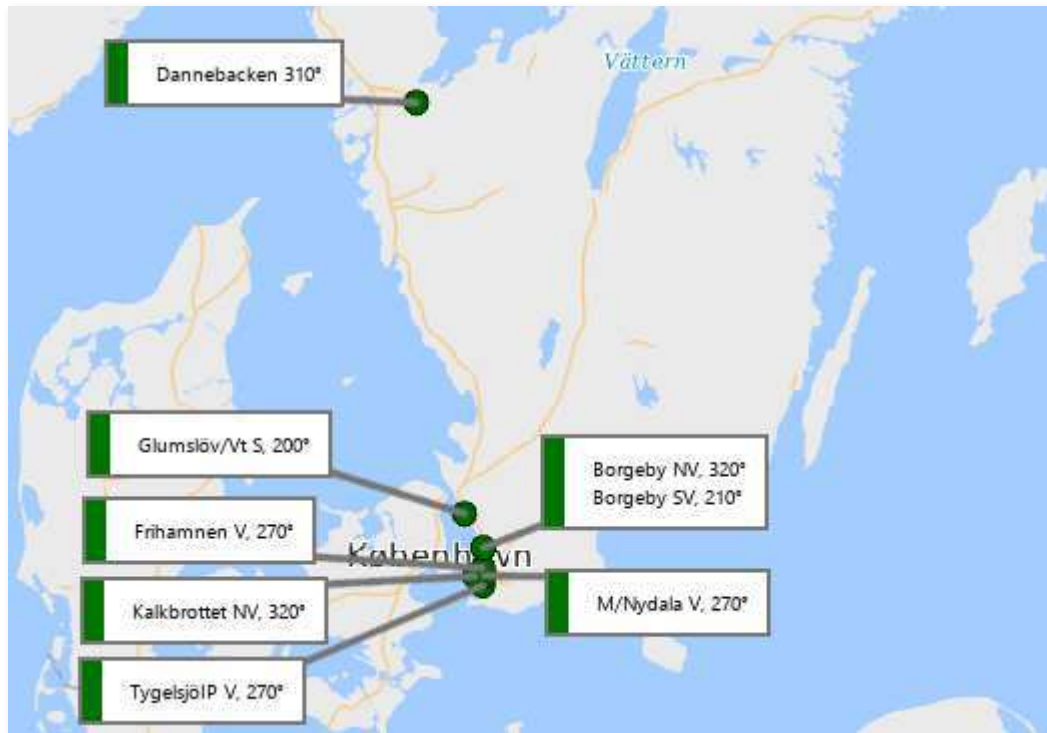 Vättern
Dannebacken 310°
Glumslöv/Vt S, 200°
Borgeby NV, 320°
Borgeby SV, 210°
Frihamnen V, 270°
København
Kalkbrottet NV, 320°
M/Nydala V, 270°
TygelsjöIP V, 270°